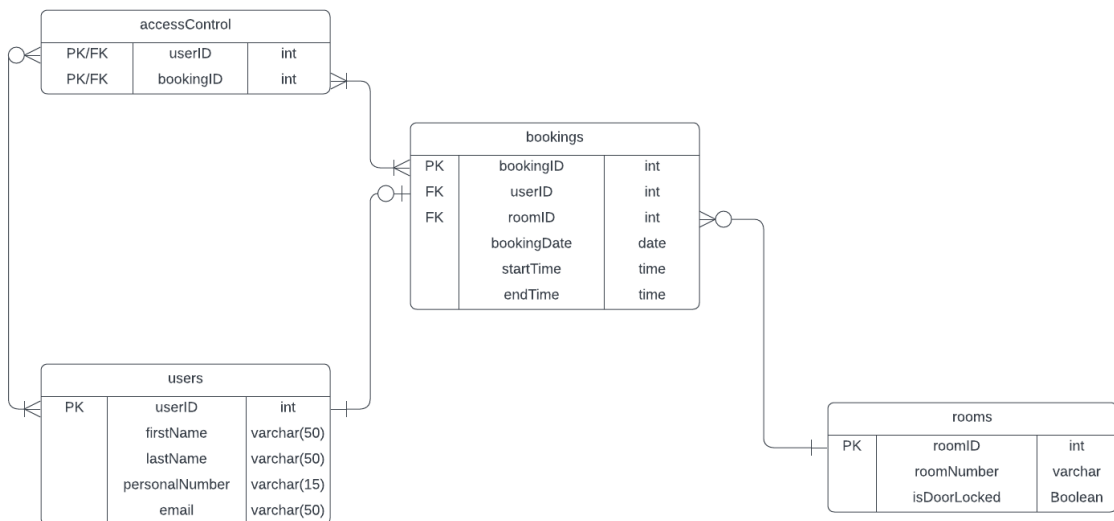 accessControl
PK/FK userID int
PK/FK bookingID int
bookings
PK bookingID int
FK userID int
FK roomID int
bookingDate date
startTime time
endTime time
users
PK userID int
firstName varchar(50)
lastName varchar(50)
personalNumber varchar(15)
email varchar(50)
rooms
PK roomID int
roomNumber varchar
isDoorLocked Boolean